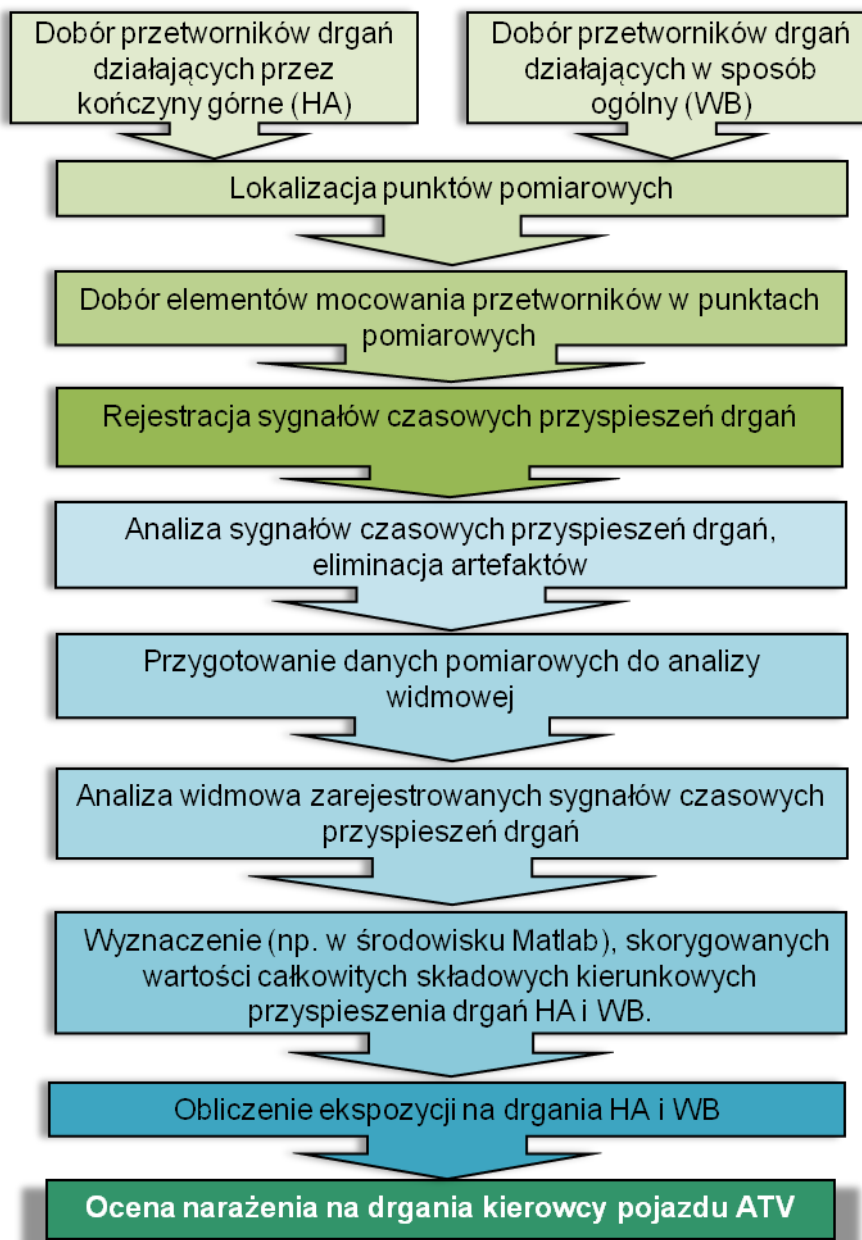 Dobór przetworników drgań
działających przez
kończyny górne (HA)
Dobór przetworników drgań
działających w sposób
ogólny (WB)
Lokalizacja punktów pomiarowych
Dobór elementów mocowania przetworników w punktach
pomiarowych
Rejestracja sygnałów czasowych przyspieszeń drgań
Analiza sygnałów czasowych przyspieszeń drgań,
eliminacja artefaktów
Przygotowanie danych pomiarowych do analizy
widmowej
Analiza widmowa zarejestrowanych sygnałów czasowych
przyspieszeń drgań
Wyznaczenie (np. w środowisku Matlab), skorygowanych
wartości całkowitych składowych kierunkowych
przyspieszenia drgań HA i WB.
Obliczenie ekspozycji na drgania HA i WB
Ocena narażenia na drgania kierowcy pojazdu ATV